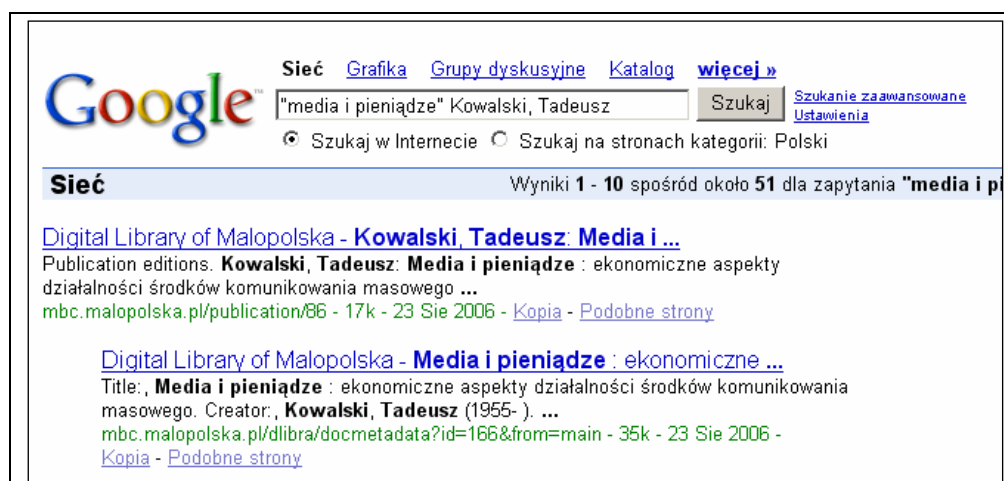 Sieć Grafika Grupy dyskusyjne Katalog więcej »
Google™ "media i pieniądze" Kowalski, Tadeusz Szukaj Szukanie zaawansowane
Ustawienia
Szukaj w Internecie Szukaj na stronach kategorii: Polski
Sieć Wyniki 1 - 10 spośród około 51 dla zapytania "media i pi
Digital Library of Malopolska - Kowalski, Tadeusz: Media i ...
Publication editions. Kowalski, Tadeusz: Media i pieniądze : ekonomiczne aspekty
działalności środków komunikowania masowego ...
mbc.malopolska.pl/publication/86 - 17k - 23 Sie 2006 - Kopia - Podobne strony
Digital Library of Malopolska - Media i pieniądze : ekonomiczne ...
Title:, Media i pieniądze : ekonomiczne aspekty działalności środków komunikowania
masowego. Creator:, Kowalski, Tadeusz (1955- ). ...
mbc.malopolska.pl/dlibra/docmetadata?id=166&from=main - 35k - 23 Sie 2006 -
Kopia - Podobne strony